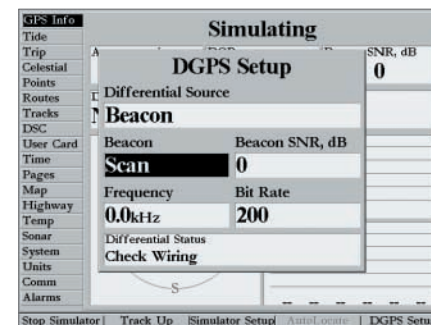 GPS Info
Tide
Trip
Celestial
Points
Routes
Tracks
DSC
User Card
Time
Pages
Map
Highway
Temp
Sonar
System
Units
Comm
Alarms
Simulating
SNR, dB
0
DGPS Setup
Differential Source
Beacon
Beacon Beacon SNR, dB
Scan 0
Frequency Bit Rate
0.0kHz 200
Differential Status
Check Wiring
S
Stop Simulator Track Up Simulator Setup AutoLocate DGPS Setu